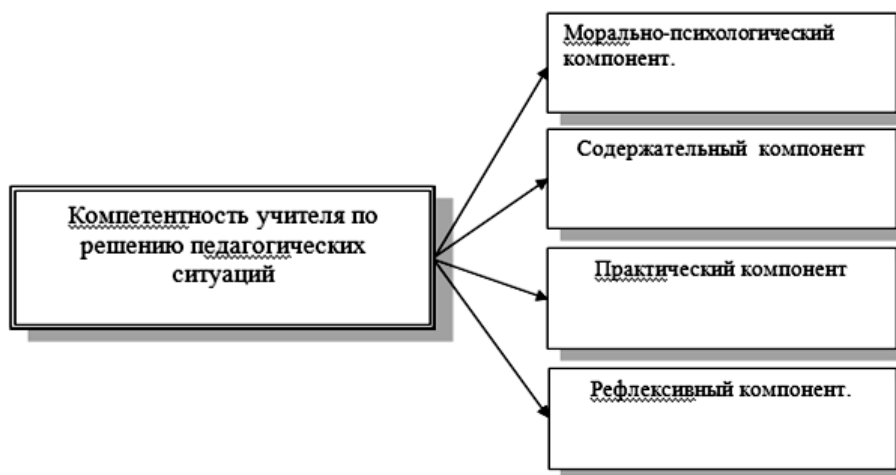 Морально-психологический
компонент.
Содержательный компонент
Компетентность учителя по
решению педагогических
ситуаций
Практический компонент
Рефлексивный компонент.